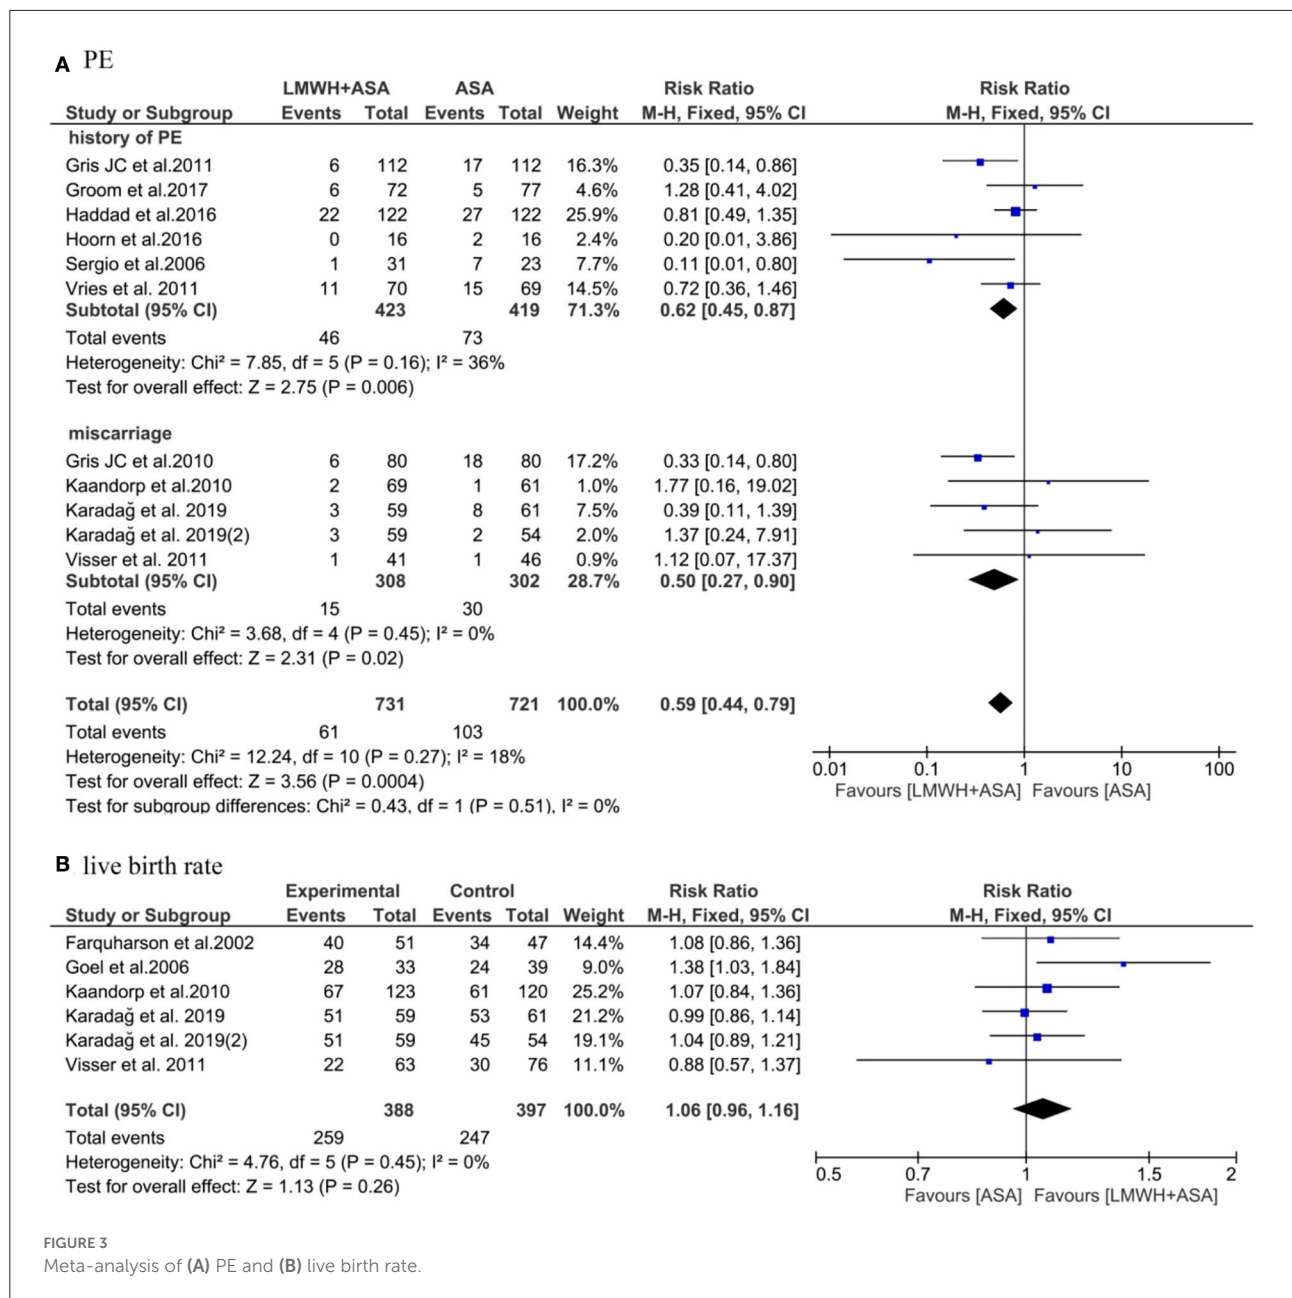 A PE
LMWH+ASA ASA Risk Ratio Risk Ratio
Study or Subgroup Events Total Events Total Weight M-H, Fixed, 95% CI M-H, Fixed, 95% CI
history of PE
Gris JC et al.2011 6 112 17 112 16.3% 0.35 [0.14, 0.86]
Groom et al.2017 6 72 5 77 4.6% 1.28 [0.41, 4.02]
Haddad et al.2016 22 122 27 122 25.9% 0.81 [0.49, 1.35]
Hoorn et al.2016 0 16 2 16 2.4% 0.20 [0.01, 3.86]
Sergio et al.2006 1 31 7 23 7.7% 0.11 [0.01, 0.80]
Vries et al. 2011 11 70 15 69 14.5% 0.72 [0.36, 1.46]
Subtotal (95% CI) 423 419 71.3% 0.62 [0.45, 0.87]
Total events 46 73
Heterogeneity: Chi² = 7.85, df = 5 (P = 0.16); I² = 36%
Test for overall effect: Z = 2.75 (P = 0.006)
miscarriage
Gris JC et al.2010 6 80 18 80 17.2% 0.33 [0.14, 0.80]
Kaandorp et al.2010 2 69 1 61 1.0% 1.77 [0.16, 19.02]
Karadağ et al. 2019 3 59 8 61 7.5% 0.39 [0.11, 1.39]
Karadağ et al. 2019(2) 3 59 2 54 2.0% 1.37 [0.24, 7.91]
Visser et al. 2011 1 41 1 46 0.9% 1.12 [0.07, 17.37]
Subtotal (95% CI) 308 302 28.7% 0.50 [0.27, 0.90]
Total events 15 30
Heterogeneity: Chi² = 3.68, df = 4 (P = 0.45); I² = 0%
Test for overall effect: Z = 2.31 (P = 0.02)
Total (95% CI) 731 721 100.0% 0.59 [0.44, 0.79]
Total events 61 103
Heterogeneity: Chi² = 12.24, df = 10 (P = 0.27); I² = 18%
Test for overall effect: Z = 3.56 (P = 0.0004)
Test for subgroup differences: Chi² = 0.43, df = 1 (P = 0.51), I² = 0%
0.01 0.1 1 10 100
Favours [LMWH+ASA] Favours [ASA]
B live birth rate
Experimental Control Risk Ratio Risk Ratio
Study or Subgroup Events Total Events Total Weight M-H, Fixed, 95% CI M-H, Fixed, 95% CI
Farquharson et al.2002 40 51 34 47 14.4% 1.08 [0.86, 1.36]
Goel et al.2006 28 33 24 39 9.0% 1.38 [1.03, 1.84]
Kaandorp et al.2010 67 123 61 120 25.2% 1.07 [0.84, 1.36]
Karadağ et al. 2019 51 59 53 61 21.2% 0.99 [0.86, 1.14]
Karadağ et al. 2019(2) 51 59 45 54 19.1% 1.04 [0.89, 1.21]
Visser et al. 2011 22 63 30 76 11.1% 0.88 [0.57, 1.37]
Total (95% CI) 388 397 100.0% 1.06 [0.96, 1.16]
Total events 259 247
Heterogeneity: Chi² = 4.76, df = 5 (P = 0.45); I² = 0%
Test for overall effect: Z = 1.13 (P = 0.26)
0.5 0.7 1 1.5 2
Favours [ASA] Favours [LMWH+ASA]
FIGURE 3
Meta-analysis of (A) PE and (B) live birth rate.